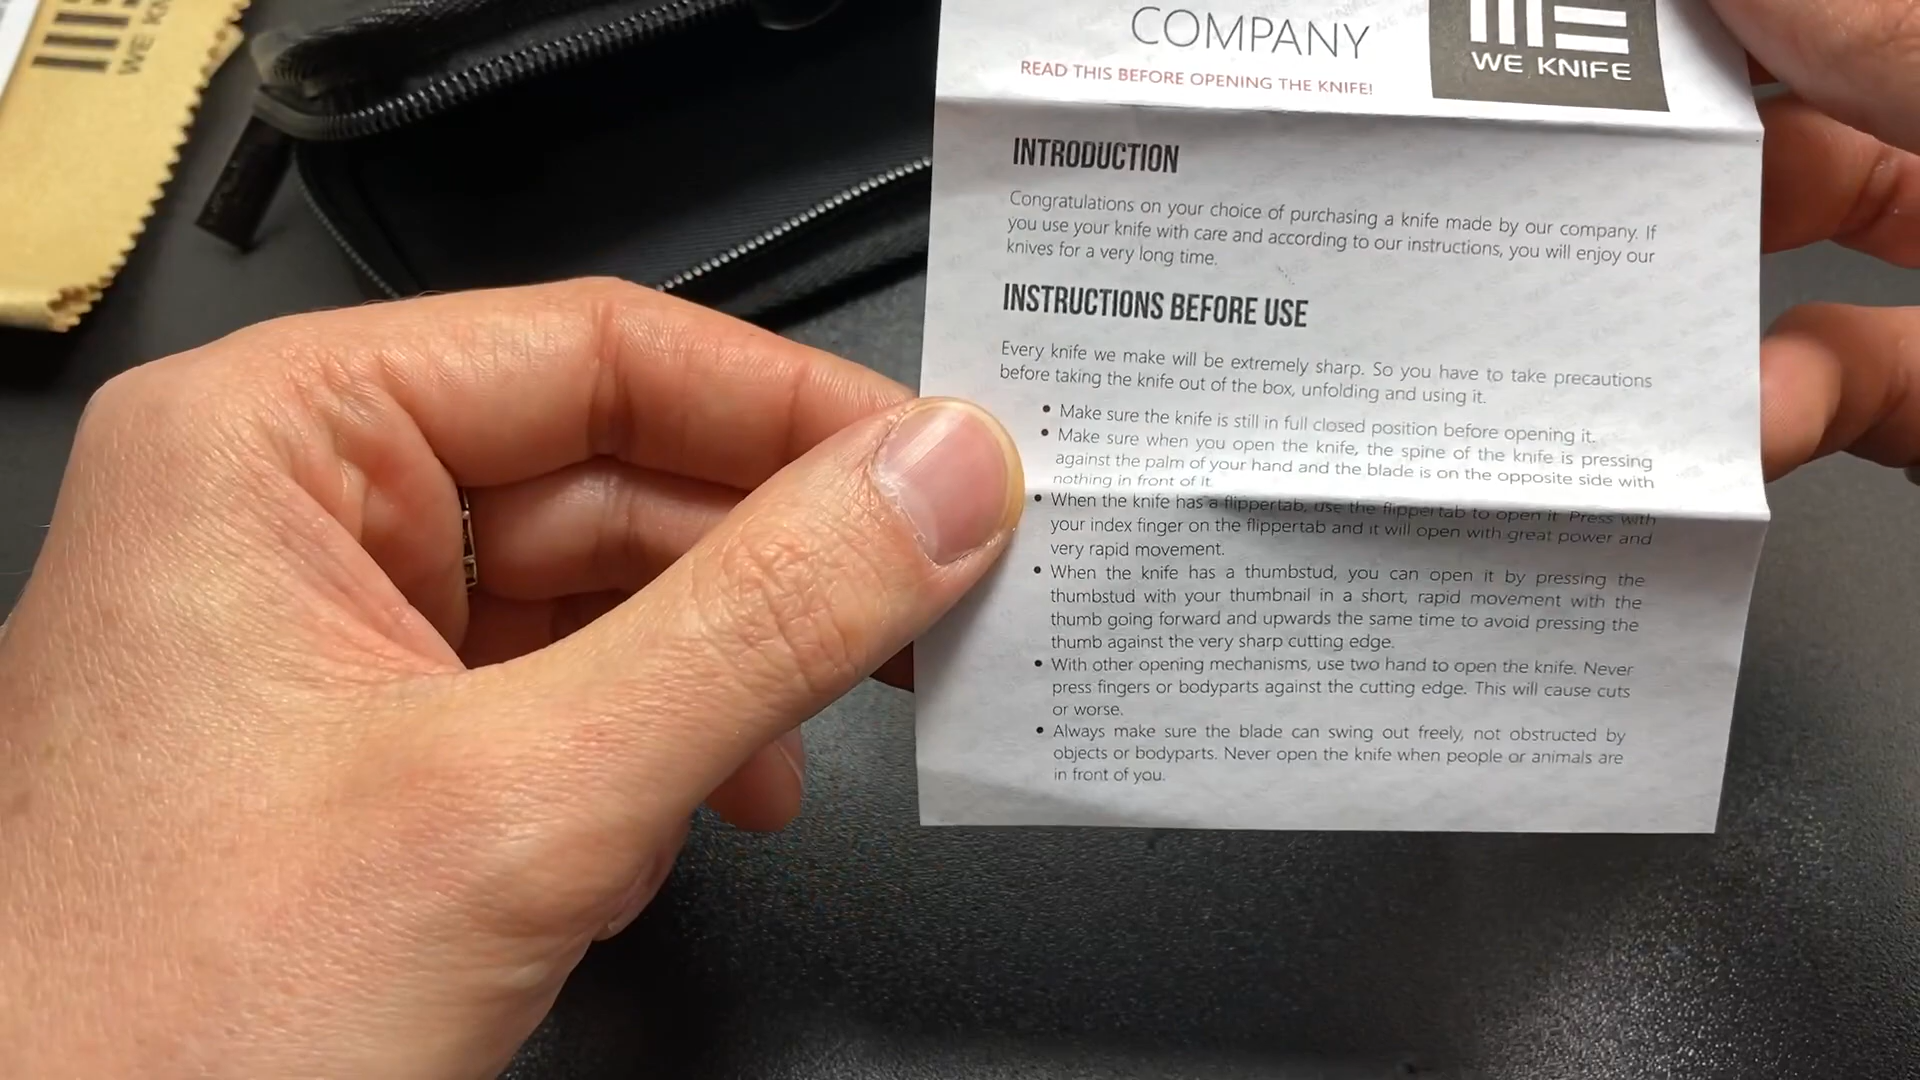 WE KN
COMPANY
READ THIS BEFORE OPENING THE KNIFE!
WE KNIFE
INTRODUCTION
Congratulations on your choice of purchasing a knife made by our company. If
you use your knife with care and according to our instructions, you will enjoy our
knives for a very long time.
INSTRUCTIONS BEFORE USE
Every knife we make will be extremely sharp. So you have to take precautions
before taking the knife out of the box, unfolding and using it.
• Make sure the knife is still in full closed position before opening it.
• Make sure when you open the knife, the spine of the knife is pressing
against the palm of your hand and the blade is on the opposite side with
nothing in front of it.
• When the knife has a flippertab, use the flippertab to open it. Press with
your index finger on the flippertab and it will open with great power and
very rapid movement.
• When the knife has a thumbstud, you can open it by pressing the
thumbstud with your thumbnail in a short, rapid movement with the
thumb going forward and upwards the same time to avoid pressing the
thumb against the very sharp cutting edge.
• With other opening mechanisms, use two hand to open the knife. Never
press fingers or bodyparts against the cutting edge. This will cause cuts
or worse.
• Always make sure the blade can swing out freely, not obstructed by
objects or bodyparts. Never open the knife when people or animals are
in front of you.